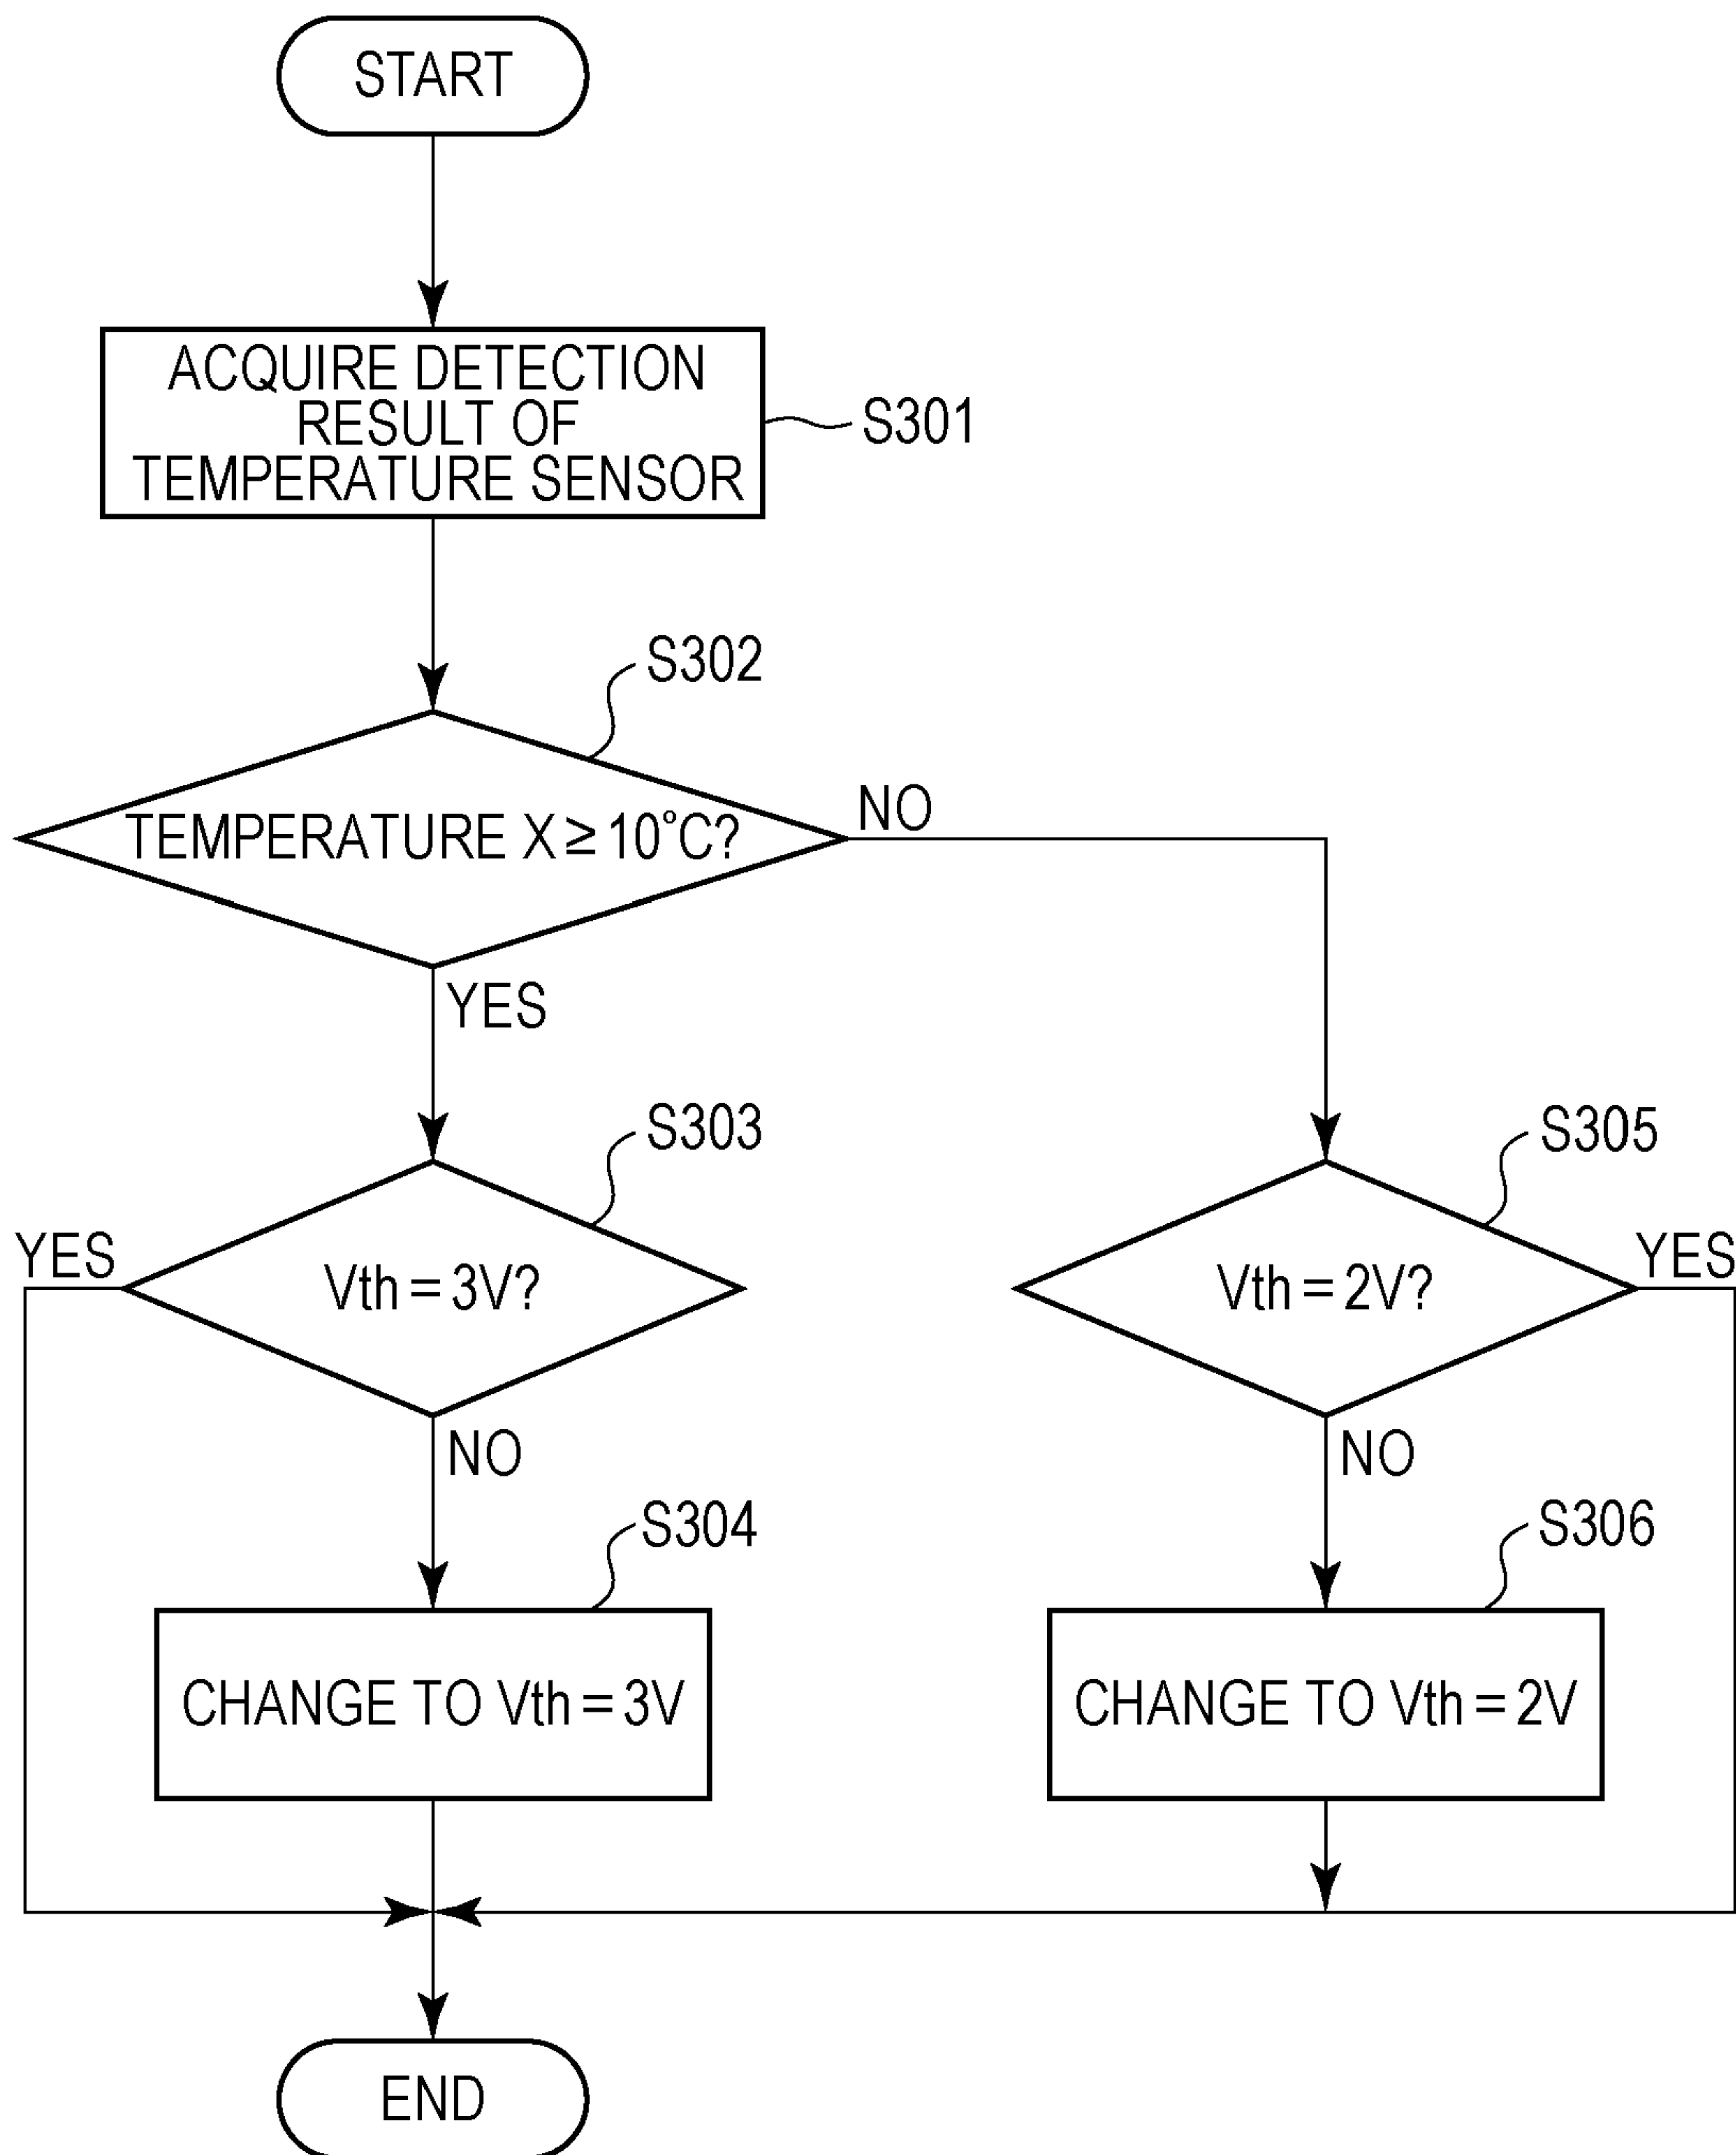 START
ACQUIRE DETECTION
RESULT OF
TEMPERATURE SENSOR
S301
S302
TEMPERATURE X ≧ 10°C?
NO
YES
S303
S305
YES
Vth = 3V?
Vth = 2V?
YES
NO
NO
S304
S306
CHANGE TO Vth = 3V
CHANGE TO Vth = 2V
END